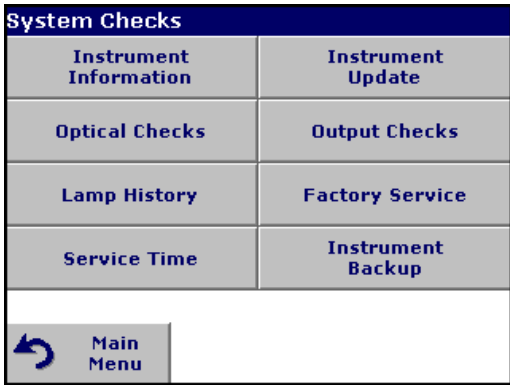 System Checks
Instrument
Information
Instrument
Update
Optical Checks
Output Checks
Lamp History
Factory Service
Service Time
Instrument
Backup
Main
Menu